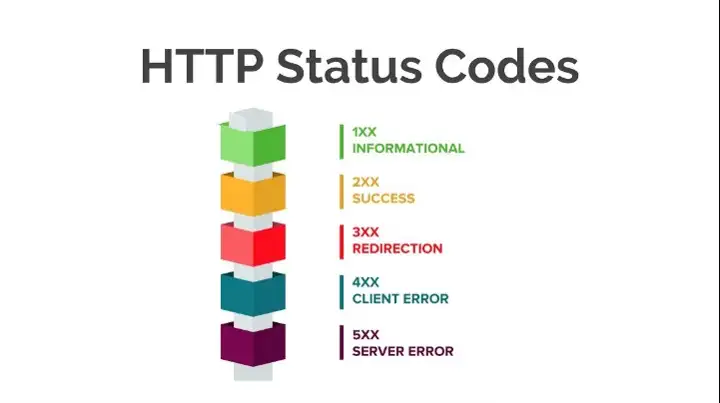 HTTP Status Codes
1XX
INFORMATIONAL
2XX
SUCCESS
3XX
REDIRECTION
4XX
CLIENT ERROR
5XX
SERVER ERROR